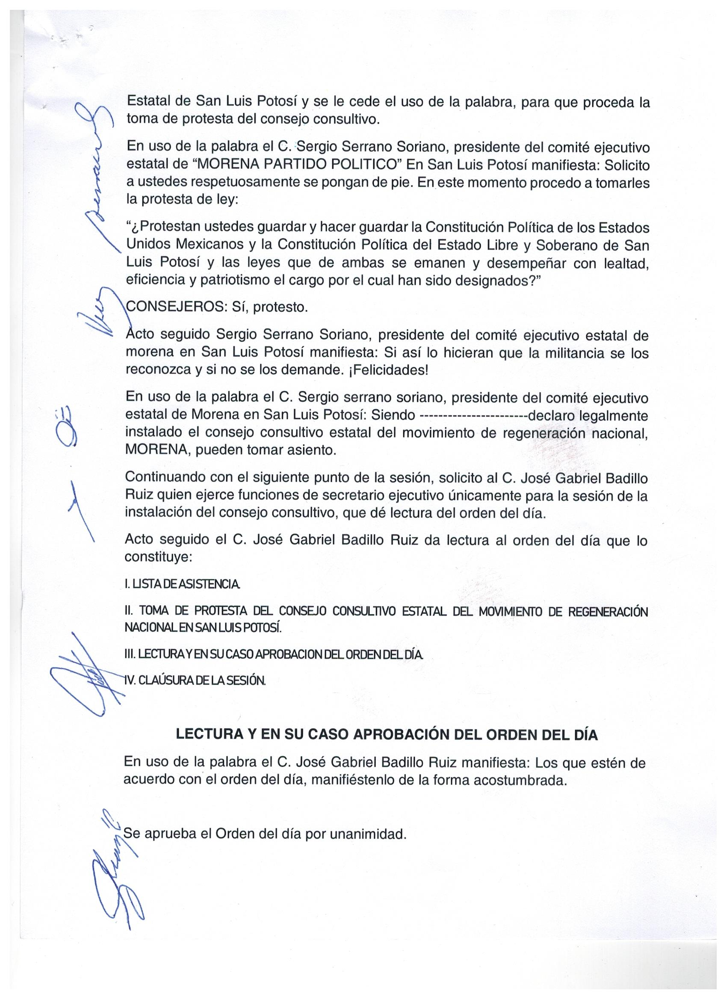 Estatal de San Luis Potosí y se le cede el uso de la palabra, para que proceda la
toma de protesta del consejo consultivo.
En uso de la palabra el C. Sergio Serrano Soriano, presidente del comité ejecutivo
estatal de “MORENA PARTIDO POLITICO” En San Luis Potosí manifiesta: Solicito
a ustedes respetuosamente se pongan de pie. En este momento procedo a tomarles
la protesta de ley:
“¿Protestan ustedes guardar y hacer guardar la Constitución Política de los Estados
Unidos Mexicanos y la Constitución Política del Estado Libre y Soberano de San
Luis Potosí y las leyes que de ambas se emanen y desempeñar con lealtad,
eficiencia y patriotismo el cargo por el cual han sido designados?”
CONSEJEROS: Sí, protesto.
Acto seguido Sergio Serrano Soriano, presidente del comité ejecutivo estatal de
morena en San Luis Potosí manifiesta: Si así lo hicieran que la militancia se los
reconozca y si no se los demande. ¡Felicidades!
En uso de la palabra el C. Sergio serrano soriano, presidente del comité ejecutivo
estatal de Morena en San Luis Potosí: Siendo -----------------------declaro legalmente
instalado el consejo consultivo estatal del movimiento de regeneración nacional,
MORENA, pueden tomar asiento.
Continuando con el siguiente punto de la sesión, solicito al C. José Gabriel Badillo
Ruiz quien ejerce funciones de secretario ejecutivo únicamente para la sesión de la
instalación del consejo consultivo, que dé lectura del orden del día.
Acto seguido el C. José Gabriel Badillo Ruiz da lectura al orden del día que lo
constituye:
I. LISTA DE ASISTENCIA.
II. TOMA DE PROTESTA DEL CONSEJO CONSULTIVO ESTATAL DEL MOVIMIENTO DE REGENERACIÓN
NACIONAL EN SAN LUIS POTOSÍ.
III. LECTURA Y EN SU CASO APROBACION DEL ORDEN DEL DÍA.
IV. CLAÚSURA DE LA SESIÓN.
LECTURA Y EN SU CASO APROBACIÓN DEL ORDEN DEL DÍA
En uso de la palabra el C. José Gabriel Badillo Ruiz manifiesta: Los que estén de
acuerdo con el orden del día, manifiéstenlo de la forma acostumbrada.
Se aprueba el Orden del día por unanimidad.